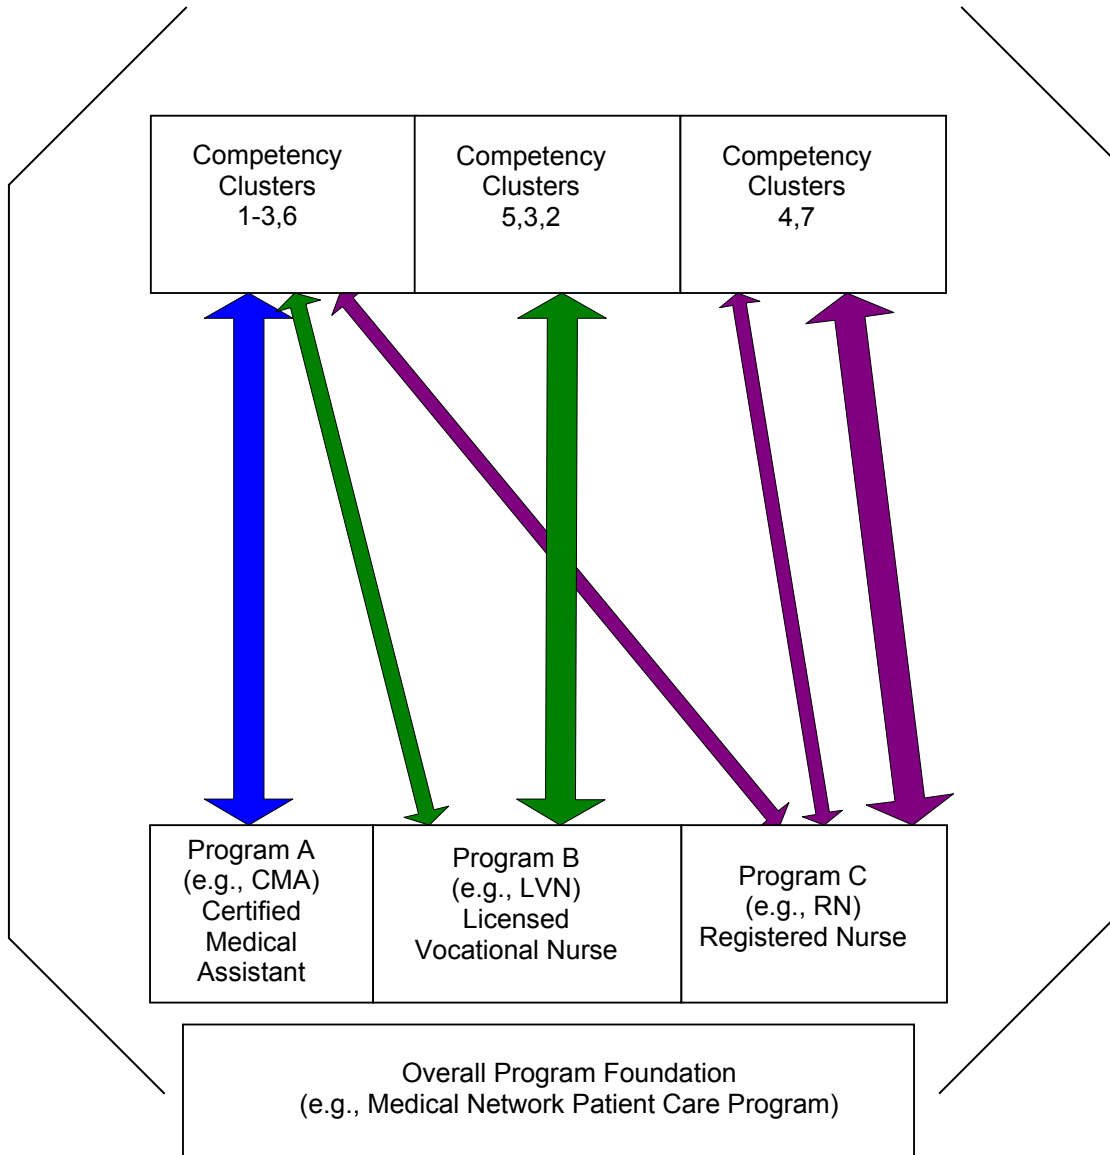 Competency
Clusters
1-3,6
Competency
Clusters
5,3,2
Competency
Clusters
4,7
Program A
(e.g., CMA)
Certified
Medical
Assistant
Program B
(e.g., LVN)
Licensed
Vocational Nurse
Program C
(e.g., RN)
Registered Nurse
Overall Program Foundation
(e.g., Medical Network Patient Care Program)